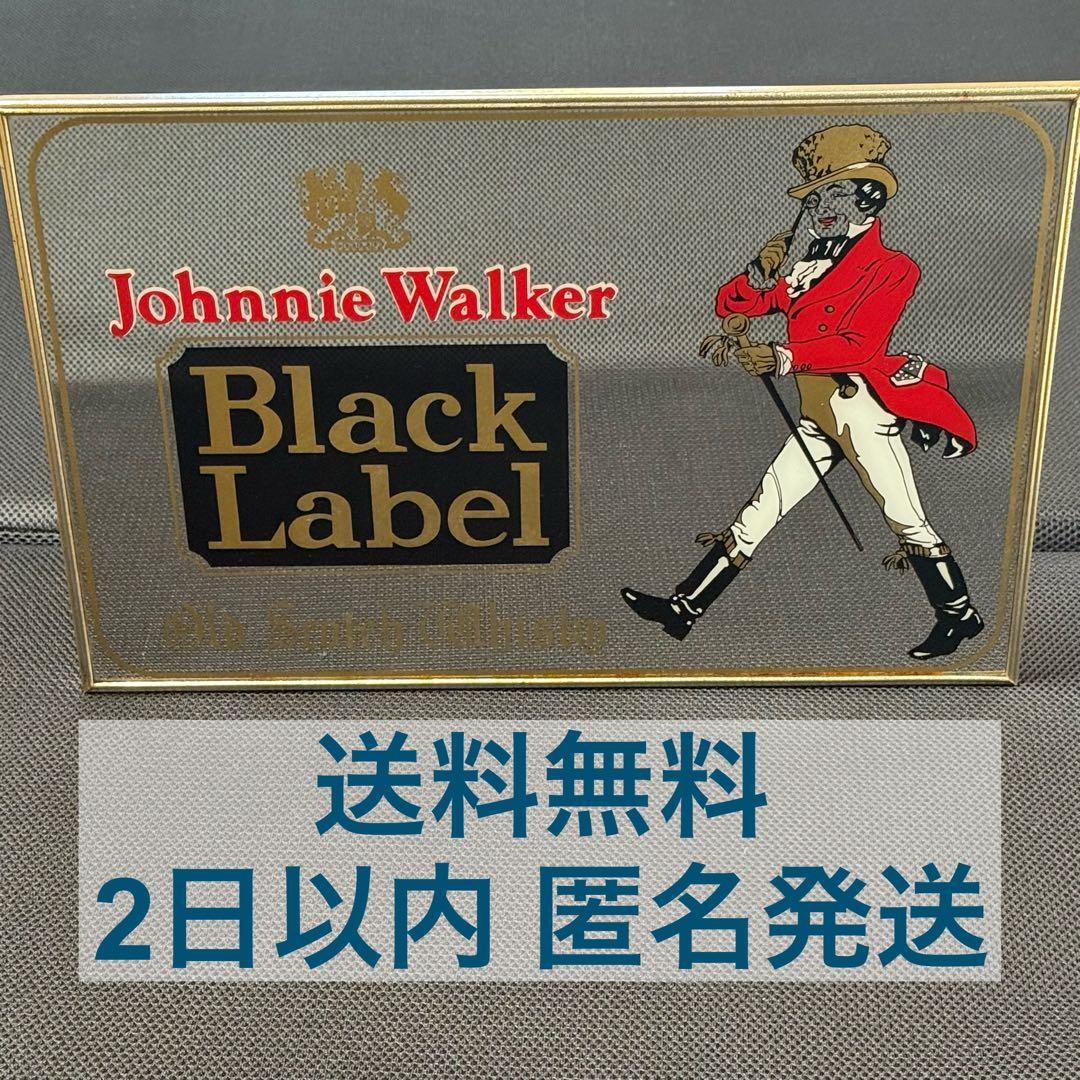 Johnnie Walker
Black
Label
Old Scotch Whisky
送料無料
2日以内 匿名発送